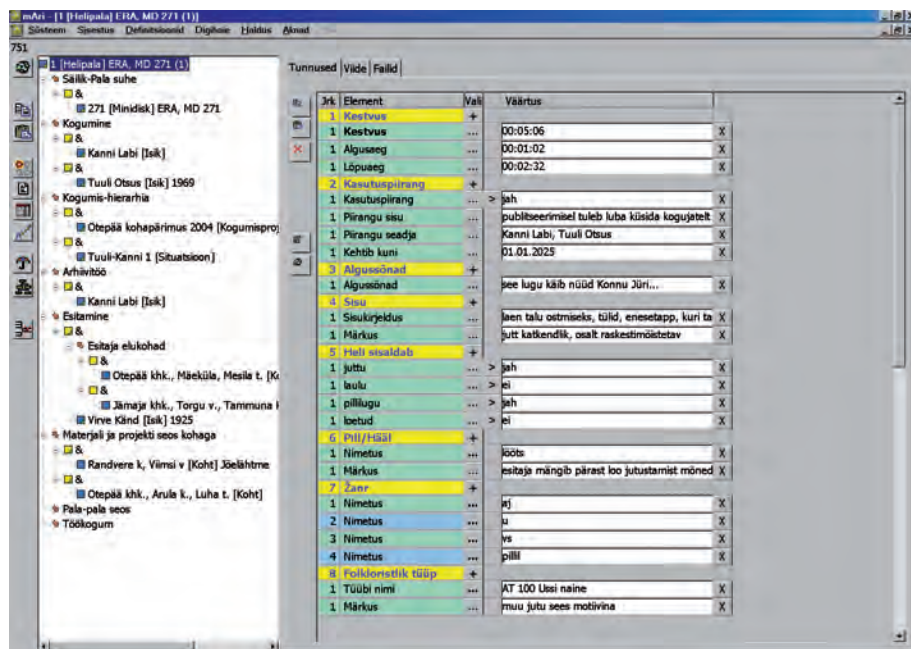 mAri - [1 [Helipala] ERA, MD 271 (1)]
Süsteem Sisestus Definitsioonid Digihoie Haldus Aknad
751
1 [Helipala] ERA, MD 271 (1)
Säilik-Pala suhe
&
271 [Minidisk] ERA, MD 271
Kogumine
&
Kanni Labi [Isik]
&
Tuuli Otsus [Isik] 1969
Kogumis-hierarhia
&
Otepää kohapärimus 2004 [Kogumisproj
&
Tuuli-Kanni 1 [Situatsioon]
Arhiivitöö
&
Kanni Labi [Isik]
Esitamine
&
Esitaja elukohad
&
Otepää khk., Mäeküla, Mesila t. [Ko
&
Jämaja khk., Torgu v., Tammuna
Virve Känd [Isik] 1925
Materjali ja projekti seos kohaga
&
Randvere k, Viimsi v [Koht] Jõelähtme
&
Otepää khk., Arula k., Luha t. [Koht]
Pala-pala seos
Töökogum
Tunnused Viide Failid
Jrk Element Vali Väärtus
1 Kestvus +
1 Kestvus ... 00:05:06 X
1 Algusaeg ... 00:01:02 X
1 Lõpuaeg ... 00:02:32 X
2 Kasutuspiirang +
1 Kasutuspiirang ... > jah X
1 Piirangu sisu ... publitseerimisel tuleb luba küsida kogujatelt X
1 Piirangu seadja ... Kanni Labi, Tuuli Otsus X
1 Kehtib kuni ... 01.01.2025 X
3 Algussõnad +
1 Algussõnad ... see lugu käib nüüd Konnu Jüri... X
4 Sisu +
1 Sisukirjeldus ... laen talu ostmiseks, tülid, enesetapp, kuri ta X
1 Märkus ... jutt katkendlik, osalt raskestimõistetav X
5 Heli sisaldab +
1 juttu ... > jah X
1 laulu ... > ei X
1 pillilugu ... > jah X
1 loetud ... > ei X
6 Pill/Hääl +
1 Nimetus ... lõõts X
1 Märkus ... esitaja mängib pärast loo jutustamist mõned X
7 Žanr +
1 Nimetus ... aj X
2 Nimetus ... u X
3 Nimetus ... vs X
4 Nimetus ... pillil X
8 Folkloristlik tüüp +
1 Tüübi nimi ... AT 100 Ussi naine X
1 Märkus ... muu jutu sees motiivina X